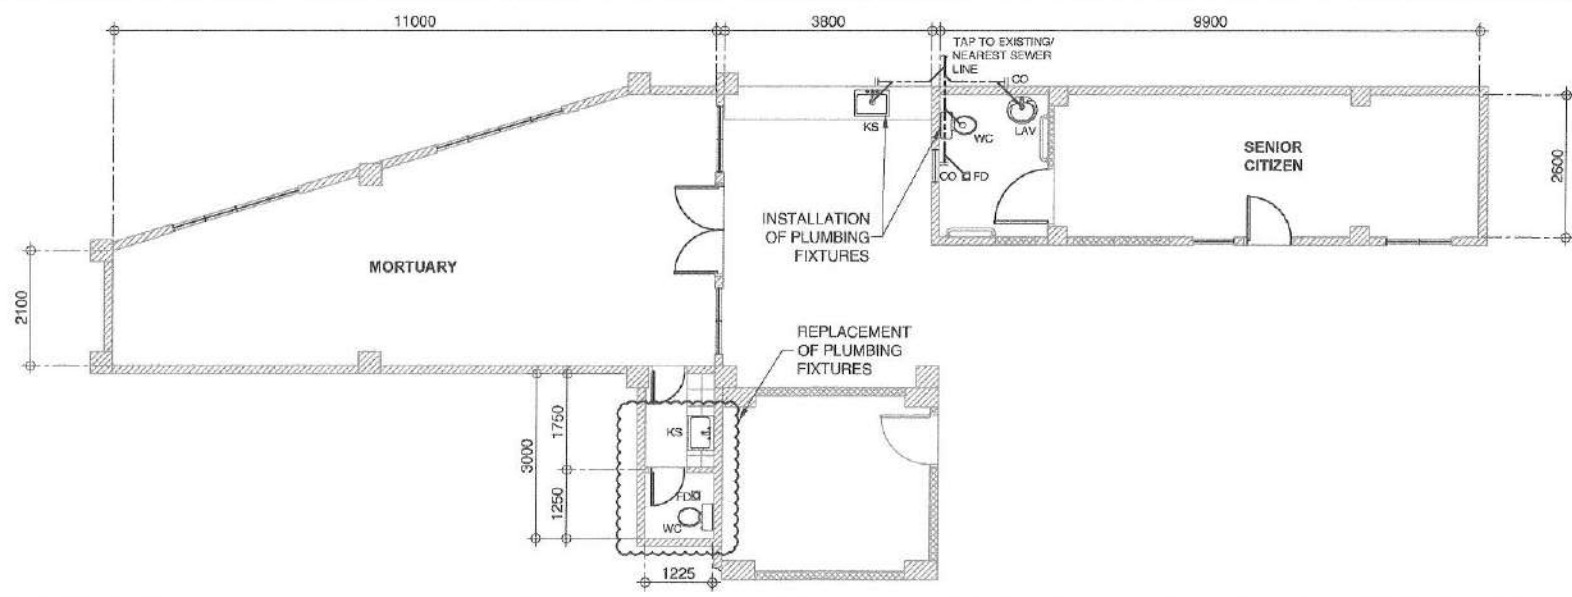 11000
3800
9900
TAP TO EXISTING/
NEAREST SEWER
LINE
CO
KS
WC
LAV
SENIOR
CITIZEN
2600
CO
FD
INSTALLATION
OF PLUMBING
FIXTURES
MORTUARY
2100
REPLACEMENT
OF PLUMBING
FIXTURES
1750
KS
3000
1250
FD
WC
1225